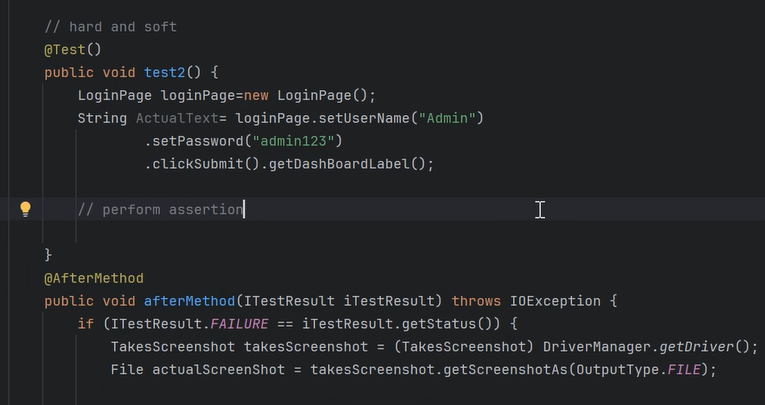 // hard and soft
@Test()
public void test2() {
LoginPage loginPage=new LoginPage();
String ActualText= loginPage.setUserName("Admin")
.setPassword("admin123")
.clickSubmit().getDashBoardLabel();
// perform assertion
}
@AfterMethod
public void afterMethod(ITestResult iTestResult) throws IOException {
if (ITestResult.FAILURE == iTestResult.getStatus()) {
TakesScreenshot takesScreenshot = (TakesScreenshot) DriverManager.getDriver();
File actualScreenShot = takesScreenshot.getScreenshotAs(OutputType.FILE);